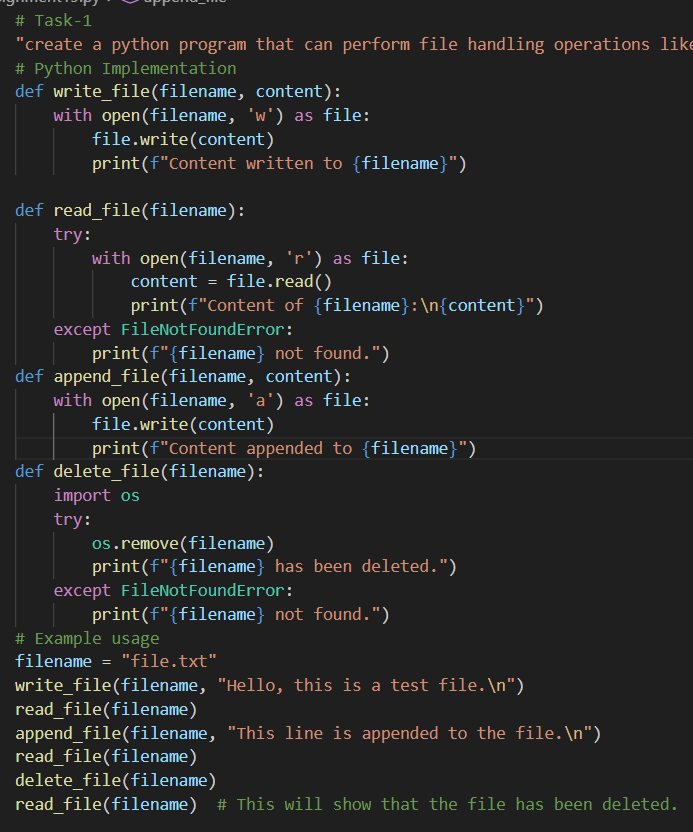 # Task-1
"create a python program that can perform file handling operations like
# Python Implementation
def write_file(filename, content):
    with open(filename, 'w') as file:
        file.write(content)
        print(f"Content written to {filename}")

def read_file(filename):
    try:
        with open(filename, 'r') as file:
            content = file.read()
            print(f"Content of {filename}:\n{content}")
    except FileNotFoundError:
        print(f"{filename} not found.")
def append_file(filename, content):
    with open(filename, 'a') as file:
        file.write(content)
        print(f"Content appended to {filename}")
def delete_file(filename):
    import os
    try:
        os.remove(filename)
        print(f"{filename} has been deleted.")
    except FileNotFoundError:
        print(f"{filename} not found.")
# Example usage
filename = "file.txt"
write_file(filename, "Hello, this is a test file.\n")
read_file(filename)
append_file(filename, "This line is appended to the file.\n")
read_file(filename)
delete_file(filename)
read_file(filename)  # This will show that the file has been deleted.